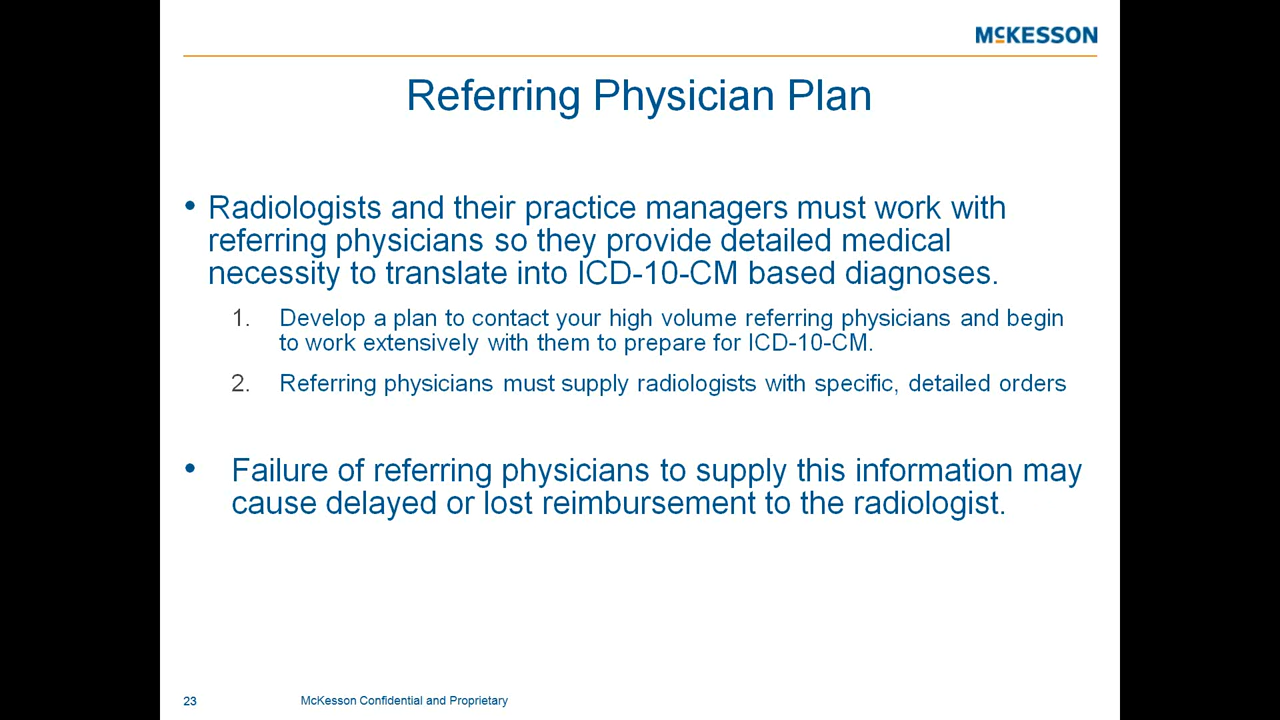 McKESSON
Referring Physician Plan
• Radiologists and their practice managers must work with
referring physicians so they provide detailed medical
necessity to translate into ICD-10-CM based diagnoses.
1. Develop a plan to contact your high volume referring physicians and begin
to work extensively with them to prepare for ICD-10-CM.
2. Referring physicians must supply radiologists with specific, detailed orders
• Failure of referring physicians to supply this information may
cause delayed or lost reimbursement to the radiologist.
23 McKesson Confidential and Proprietary